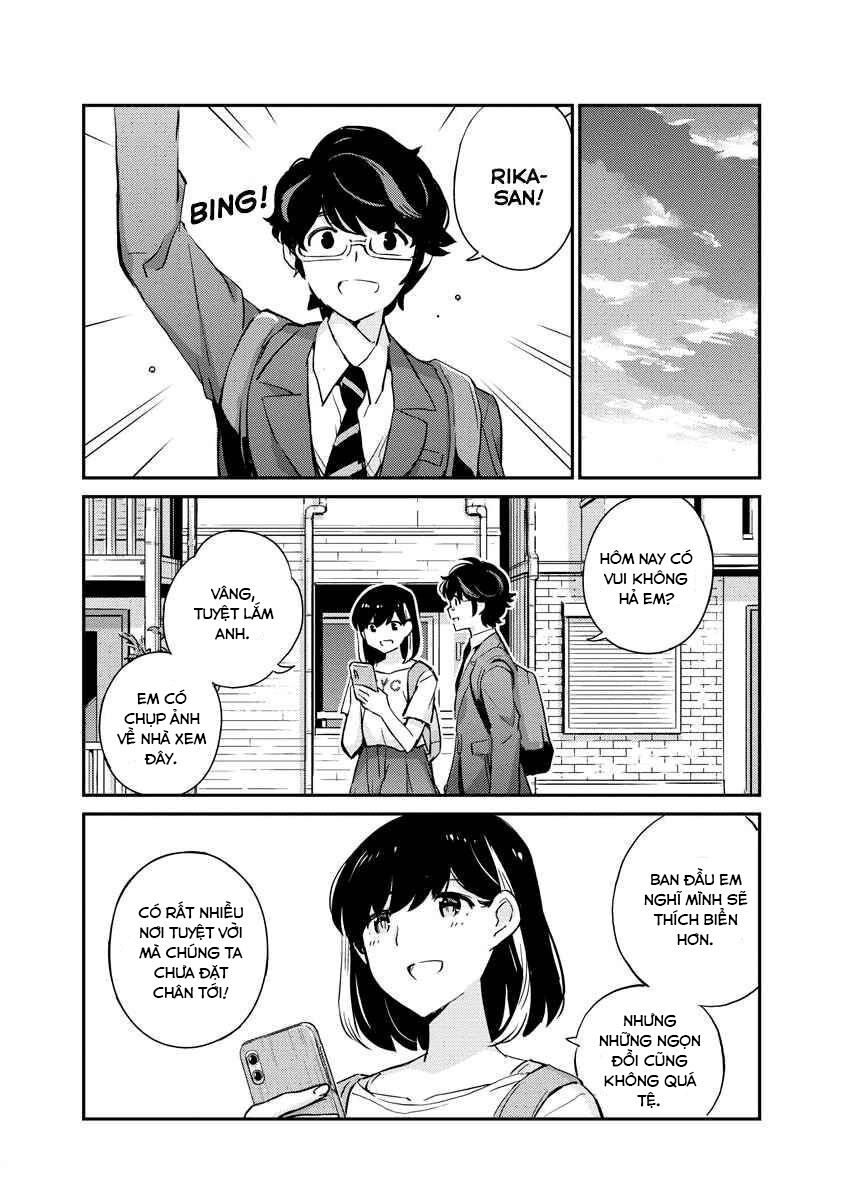 RIKA-
SAN!
BING!
HÔM NAY CÓ
VUI KHÔNG
HẢ EM?
VÂNG,
TUYỆT LẮM
ANH.
EM CÓ
CHỤP ẢNH
VỀ NHÀ XEM
ĐÂY.
BAN ĐẦU EM
NGHĨ MÌNH SẼ
THÍCH BIỂN
HƠN.
NHƯNG
NHỮNG NGỌN
ĐỒI CŨNG
KHÔNG QUÁ
TỆ.
CÓ RẤT NHIỀU
NƠI TUYỆT VỜI
MÀ CHÚNG TA
CHƯA ĐẶT
CHÂN TỚI!